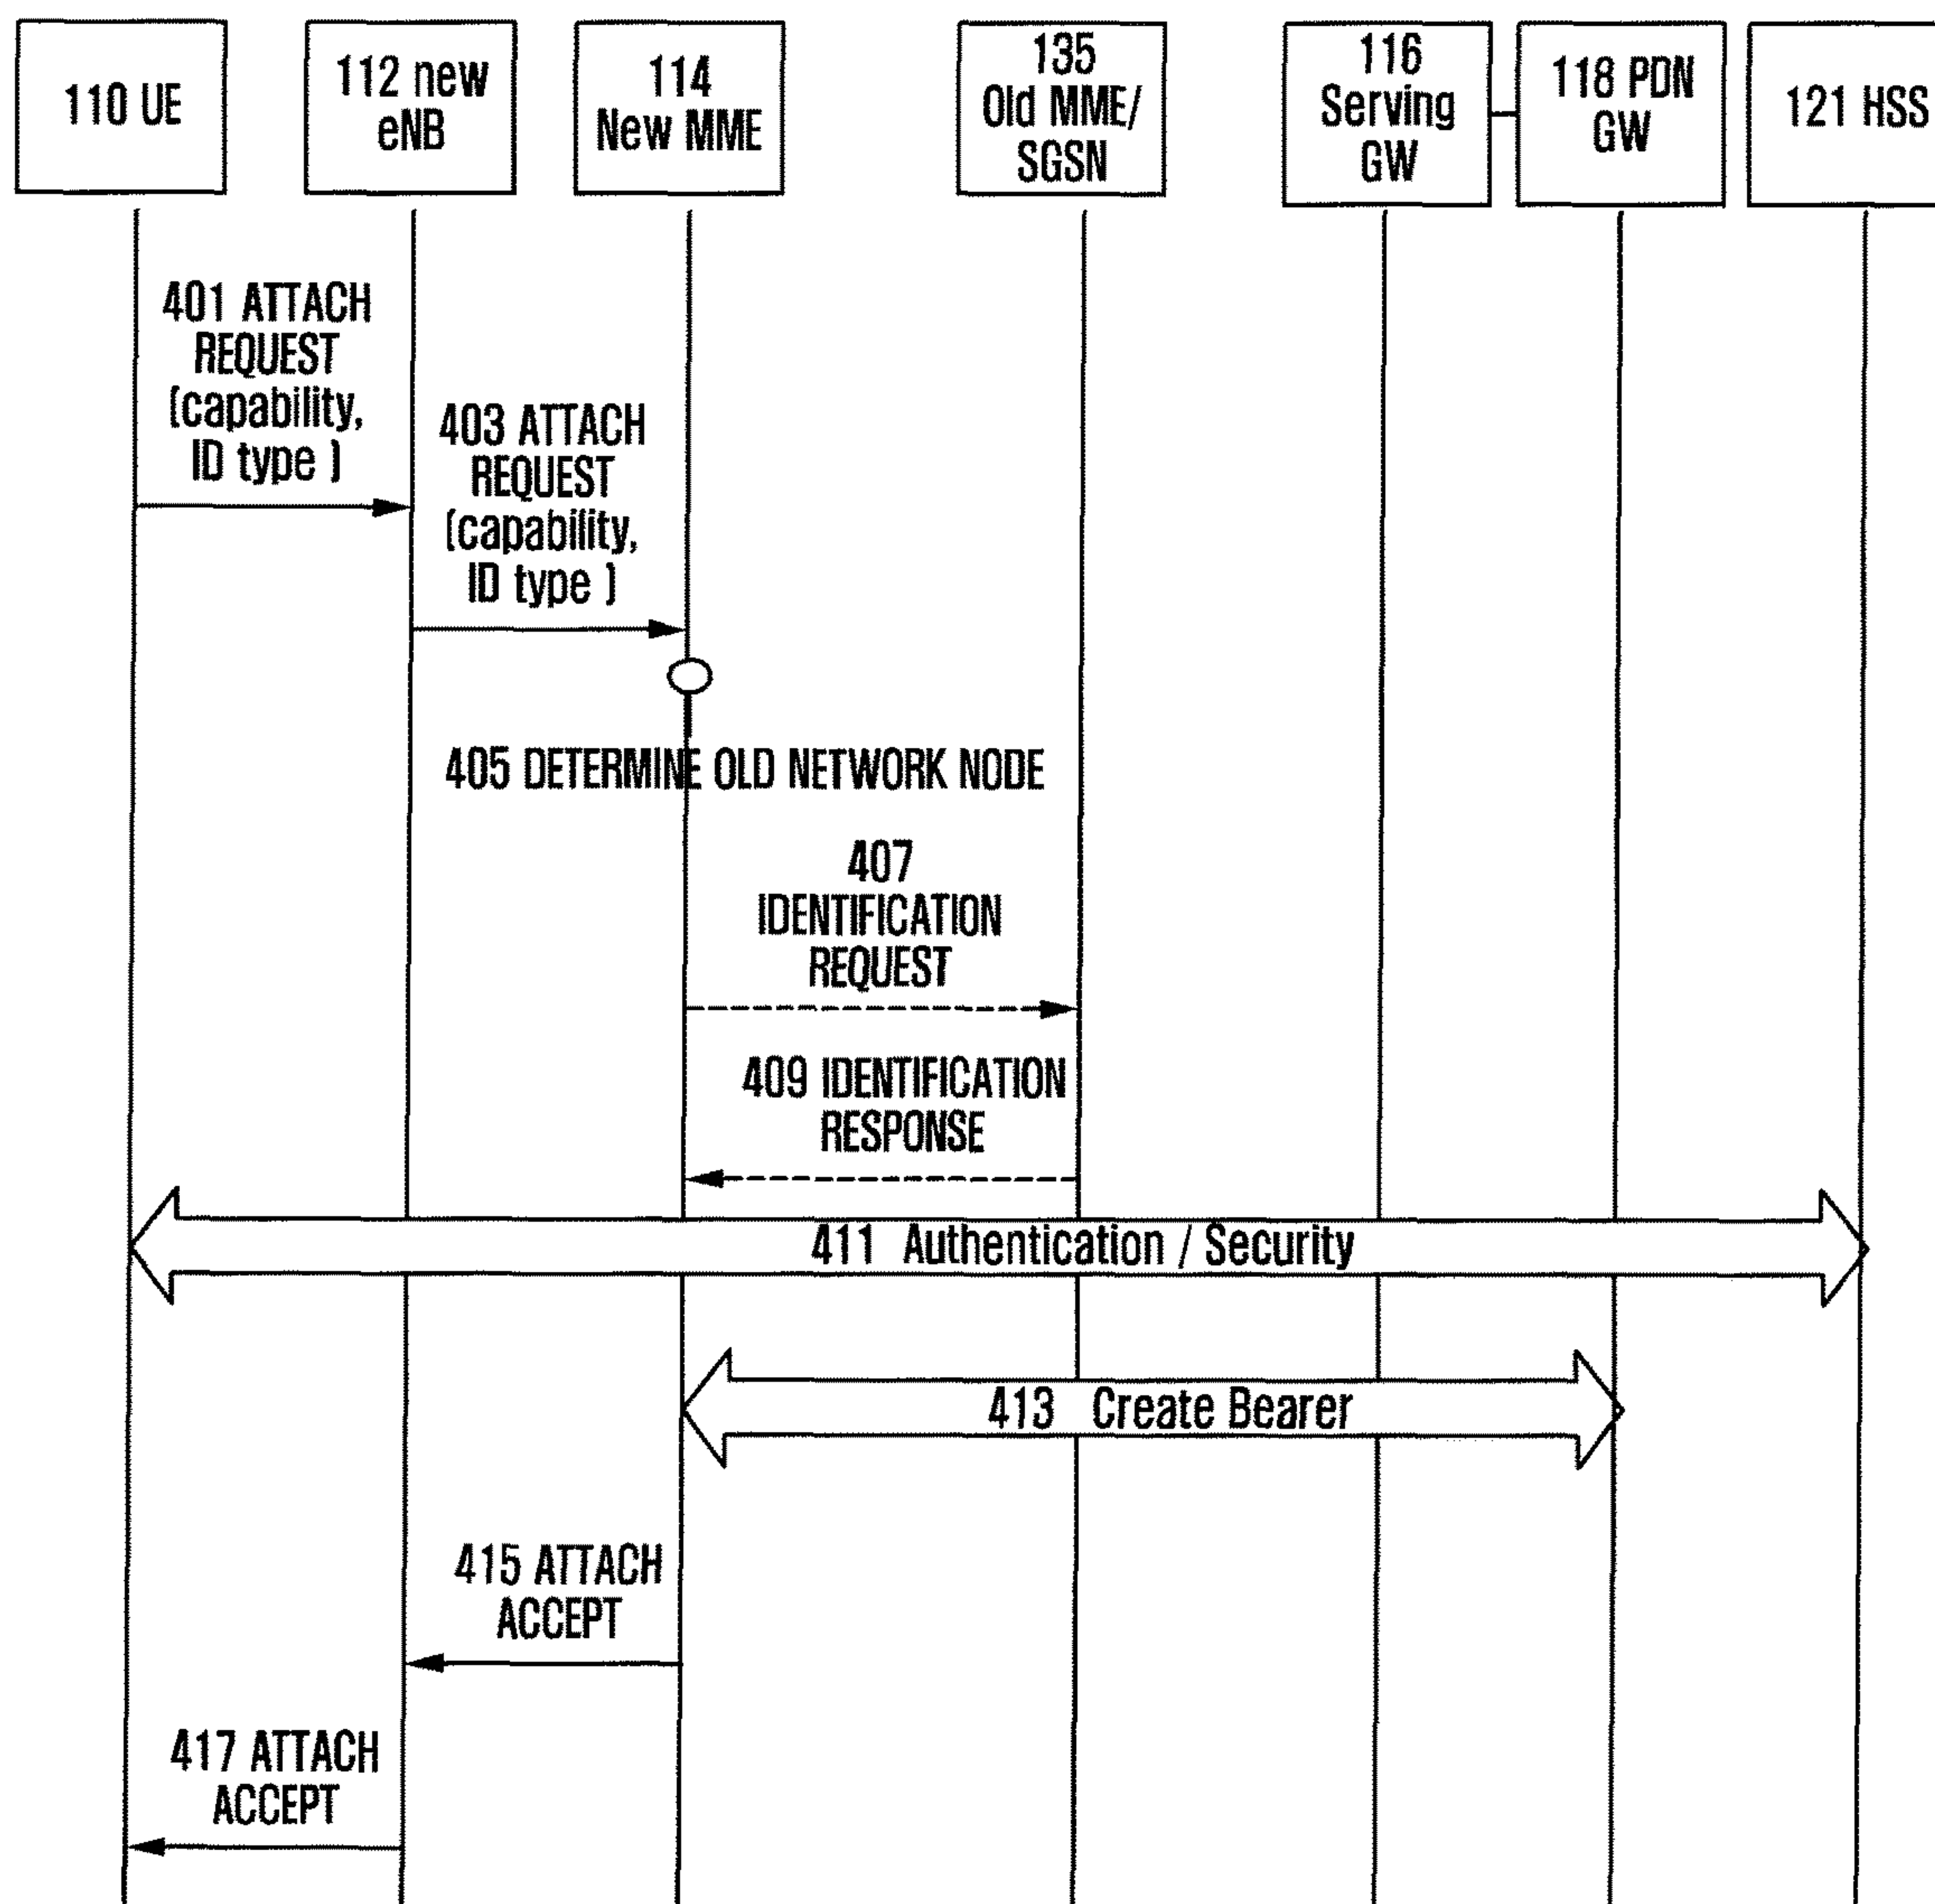 110 UE
112 new
eNB
114
New MME
135
Old MME/
SGSN
116
Serving
GW
118 PDN
GW
121 HSS
401 ATTACH
REQUEST
(capability,
ID type )
403 ATTACH
REQUEST
(capability,
ID type )
405 DETERMINE OLD NETWORK NODE
407
IDENTIFICATION
REQUEST
409 IDENTIFICATION
RESPONSE
411 Authentication / Security
413 Create Bearer
415 ATTACH
ACCEPT
417 ATTACH
ACCEPT